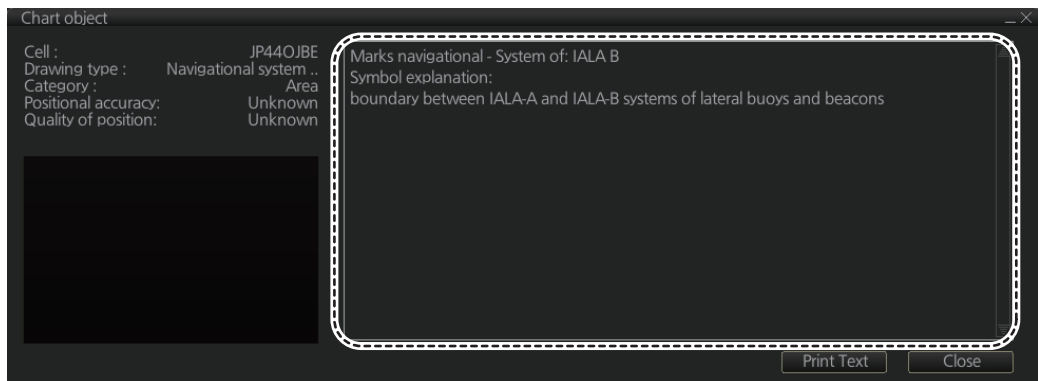 Chart object
Cell : JP44OJBE
Drawing type : Navigational system ..
Category : Area
Positional accuracy: Unknown
Quality of position: Unknown
Marks navigational - System of: IALA B
Symbol explanation:
boundary between IALA-A and IALA-B systems of lateral buoys and beacons
Print Text
Close